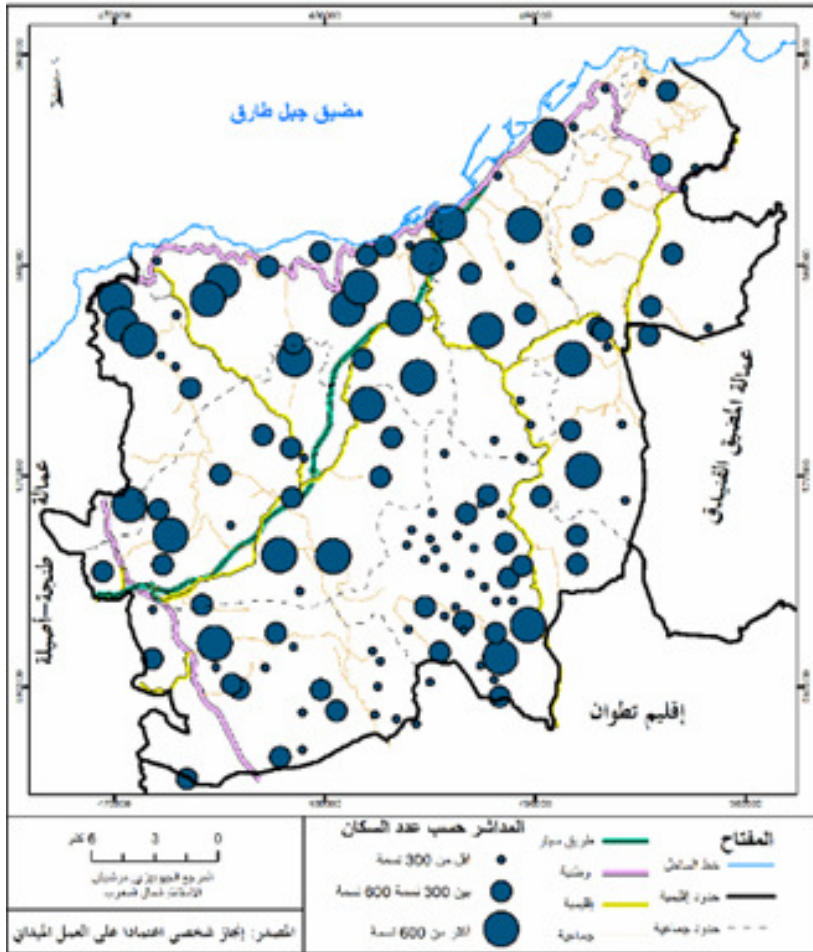 مضيق جبل طارق
عمالة المضيق الفنيدق
عمالة
طنجة-أصيلة
إقليم تطوان
المفتاح
خط الساحل
حدود إقليمية
حدود جماعية
طريق سيار
وطنية
إقليمية
جماعية
المداشر حسب عدد السكان
اقل من 300 نسمة
بين 300 نسمة 600 نسمة
اكثر من 600 نسمة
6 كلم 3 0
المصدر: إنجاز شخصي اعتمادا على العمل الميداني